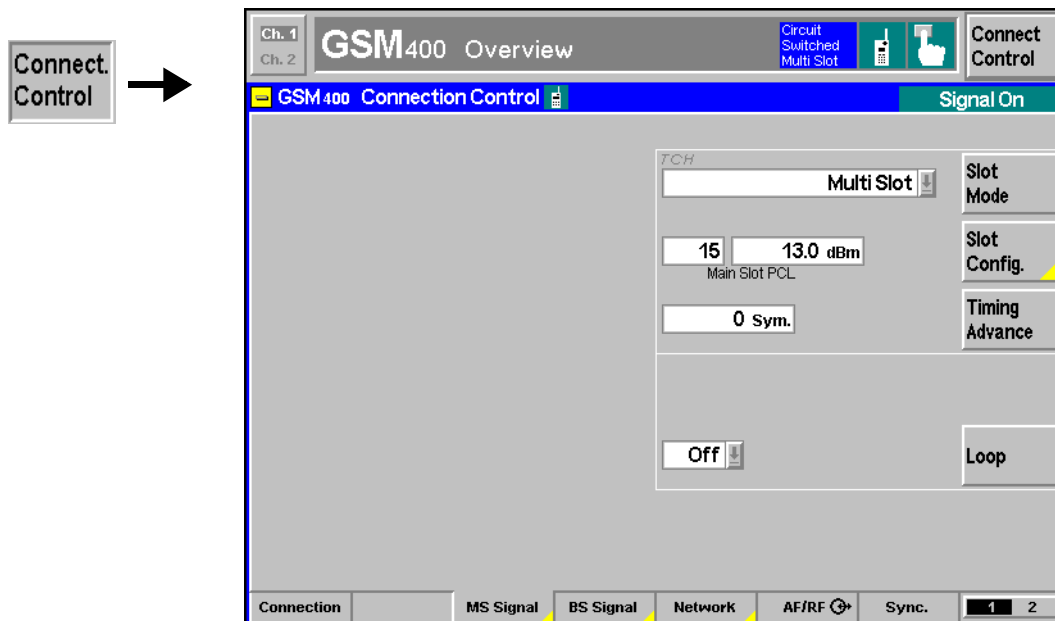 Connect.
Control
Ch. 1
Ch. 2
GSM400 Overview
Circuit
Switched
Multi Slot
Connect
Control
GSM 400 Connection Control
Signal On
TCH
Multi Slot
Slot
Mode
15 13.0 dBm
Main Slot PCL
Slot
Config.
0 Sym.
Timing
Advance
Off
Loop
Connection MS Signal BS Signal Network AF/RF Sync. 1 2